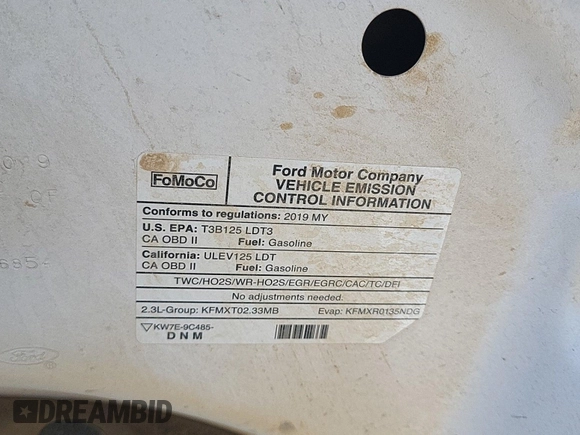 FoMoCo
Ford Motor Company
VEHICLE EMISSION
CONTROL INFORMATION
Conforms to regulations: 2019 MY
U.S. EPA: T3B125 LDT3
CA OBD II Fuel: Gasoline
California: ULEV125 LDT
CA OBD II Fuel: Gasoline
TWC/HO2S/WR-HO2S/EGR/EGRC/CAC/TC/DFI
No adjustments needed.
2.3L-Group: KFMXT02.33MB Evap: KFMXR0135NDG
KW7E-9C485-
D N M
Ford
DREAMBID